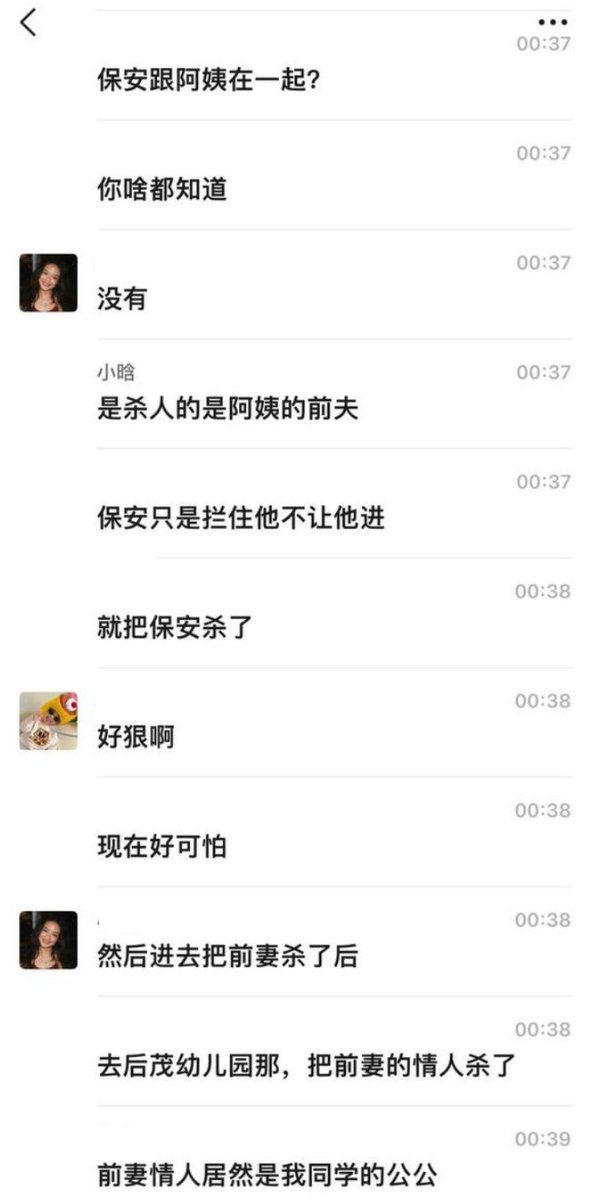 00:37
保安跟阿姨在一起?
00:37
你啥都知道
00:37
没有
小晗
00:37
是杀人的是阿姨的前夫
00:37
保安只是拦住他不让他进
00:38
就把保安杀了
00:38
好狠啊
00:38
现在好可怕
00:38
然后进去把前妻杀了后
00:38
去后茂幼儿园那，把前妻的情人杀了
00:39
前妻情人居然是我同学的公公